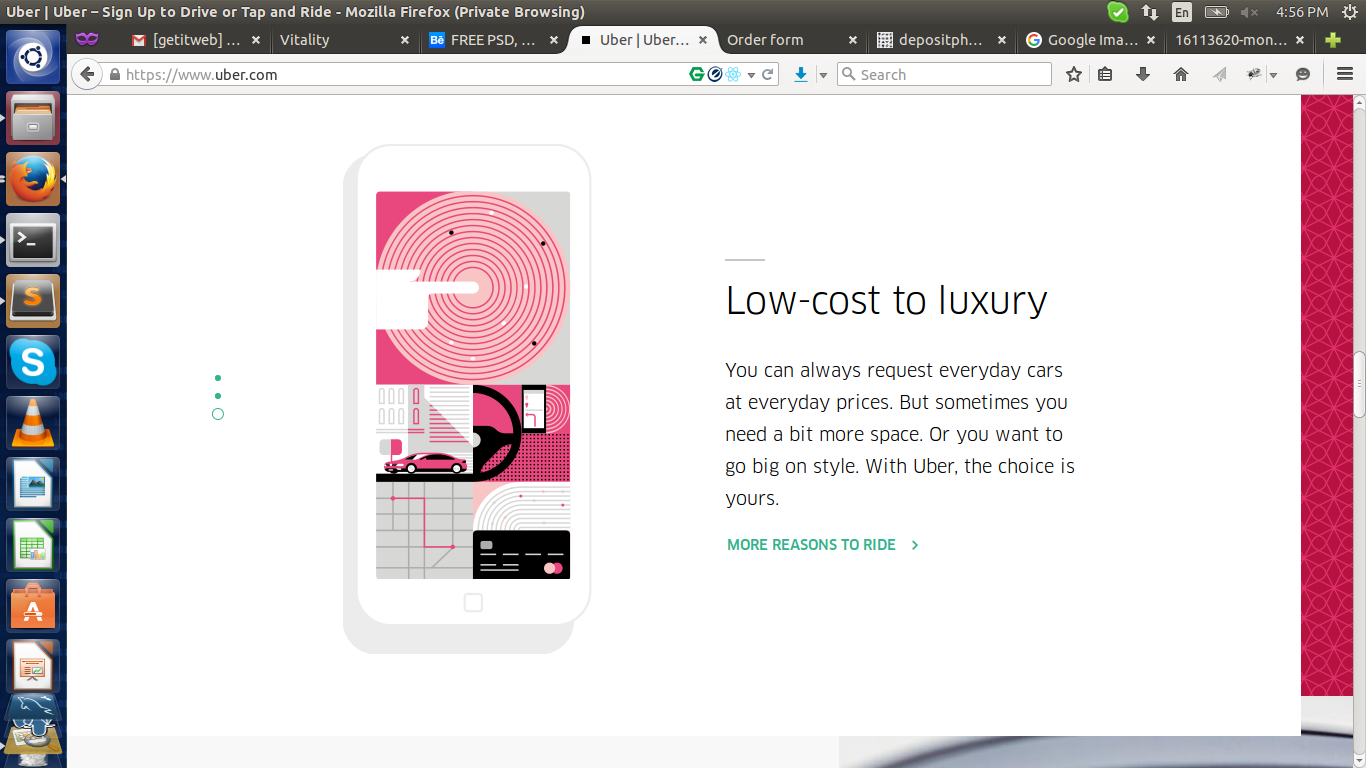 Uber | Uber – Sign Up to Drive or Tap and Ride - Mozilla Firefox (Private Browsing)
En
4:56 PM
[getitweb] ...
Vitality
Bē
FREE PSD, ...
Uber | Uber...
Order form
depositph...
Google Ima...
16113620-mon...
https://www.uber.com
Search
Low-cost to luxury
You can always request everyday cars
at everyday prices. But sometimes you
need a bit more space. Or you want to
go big on style. With Uber, the choice is
yours.
MORE REASONS TO RIDE